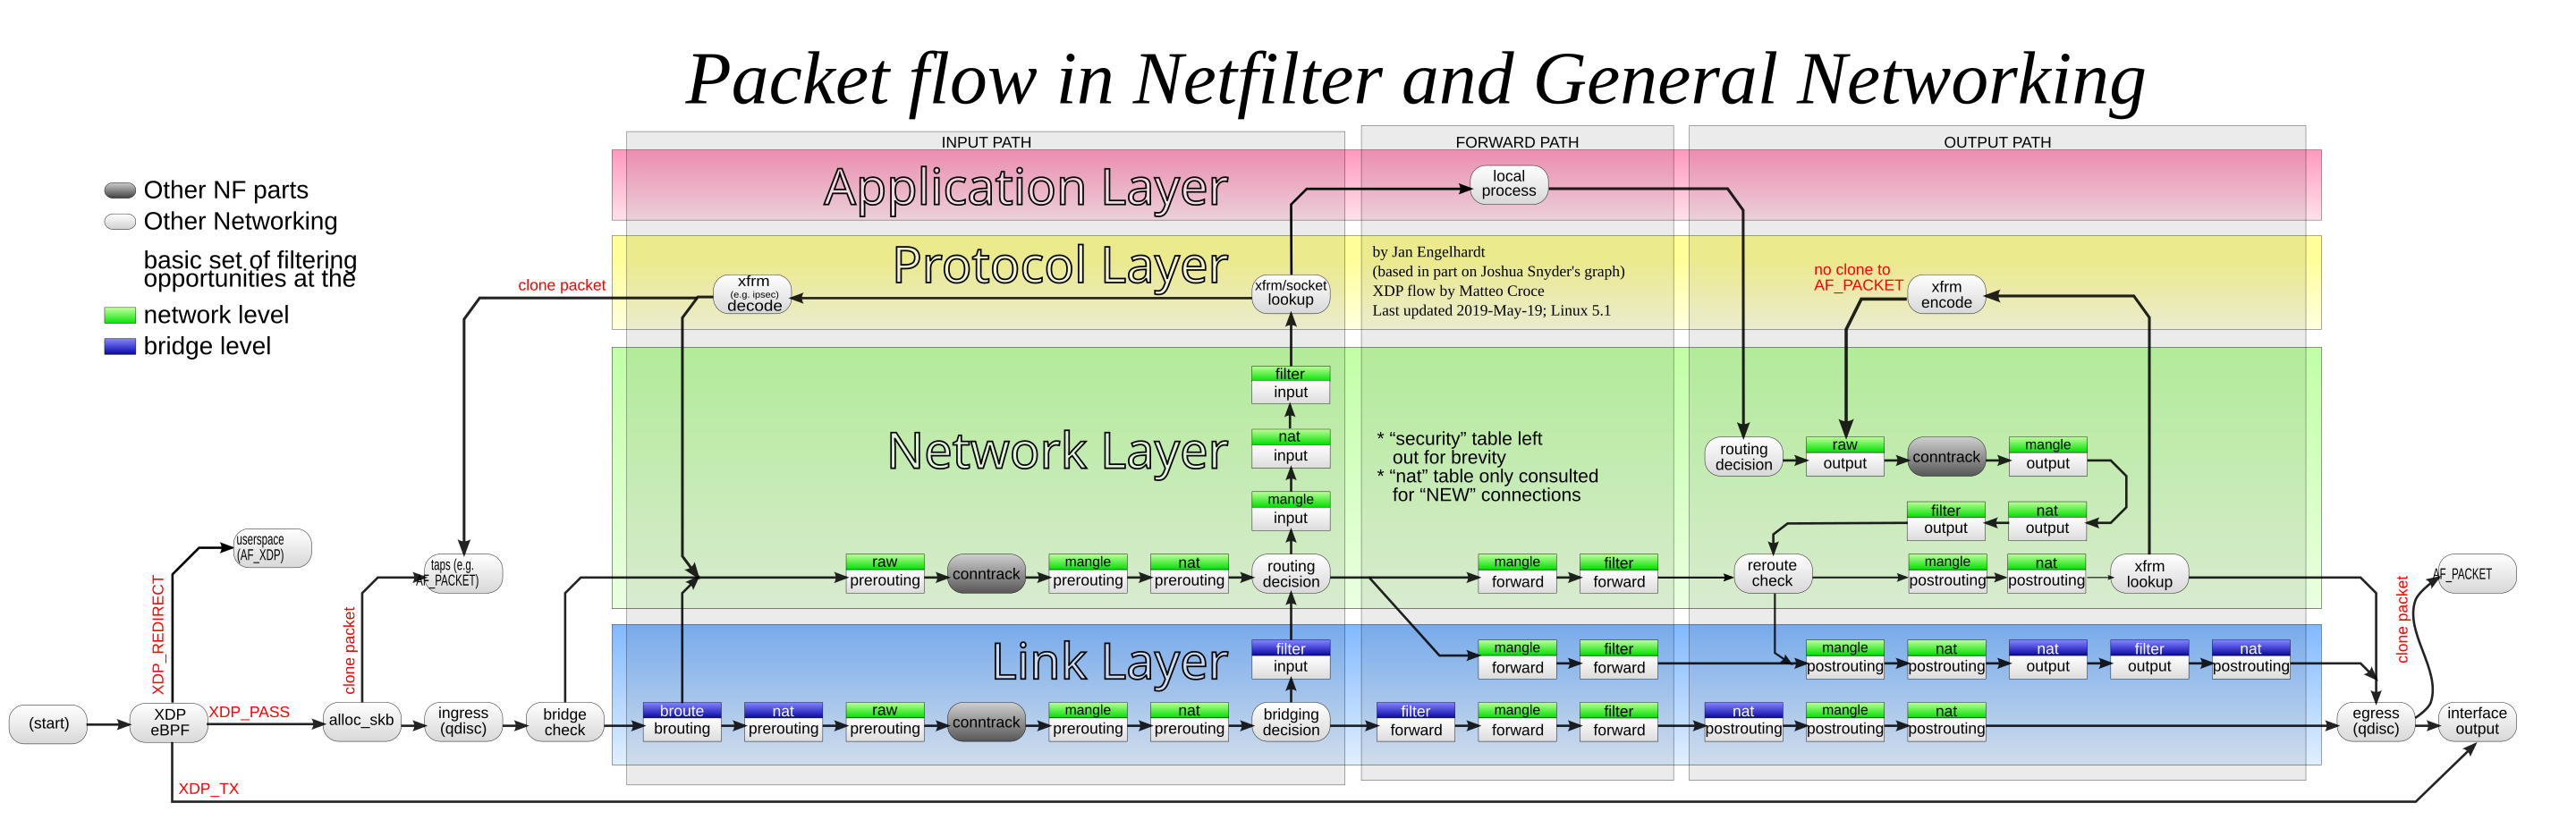 Packet flow in Netfilter and General Networking
INPUT PATH
FORWARD PATH
OUTPUT PATH
Other NF parts
Other Networking
basic set of filtering
opportunities at the
network level
bridge level
Application Layer
local
process
Protocol Layer
by Jan Engelhardt
(based in part on Joshua Snyder's graph)
XDP flow by Matteo Croce
Last updated 2019-May-19; Linux 5.1
clone packet
xfrm
(e.g. ipsec)
decode
xfrm/socket
lookup
no clone to
AF_PACKET
xfrm
encode
Network Layer
filter
input
nat
input
mangle
input
* “security” table left
out for brevity
* “nat” table only consulted
for “NEW” connections
routing
decision
raw
output
conntrack
mangle
output
filter
output
nat
output
userspace
(AF_XDP)
taps (e.g.
AF_PACKET)
raw
prerouting
conntrack
mangle
prerouting
nat
prerouting
routing
decision
mangle
forward
filter
forward
reroute
check
mangle
postrouting
nat
postrouting
xfrm
lookup
AF_PACKET
XDP_REDIRECT
clone packet
clone packet
Link Layer
filter
input
mangle
forward
filter
forward
mangle
postrouting
nat
postrouting
nat
output
filter
output
nat
postrouting
(start)
XDP
eBPF
XDP_PASS
alloc_skb
ingress
(qdisc)
bridge
check
broute
brouting
nat
prerouting
raw
prerouting
conntrack
mangle
prerouting
nat
prerouting
bridging
decision
filter
forward
mangle
forward
filter
forward
nat
postrouting
mangle
postrouting
nat
postrouting
egress
(qdisc)
interface
output
XDP_TX